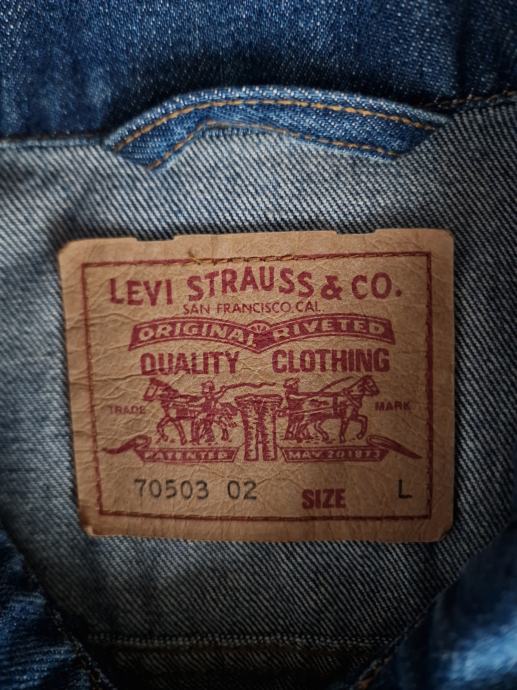 LEVI STRAUSS & CO.
SAN FRANCISCO, CAL.
ORIGINAL RIVETED
QUALITY CLOTHING
TRADE MARK
PATENTED MAY 20 1873
70503 02 SIZE L